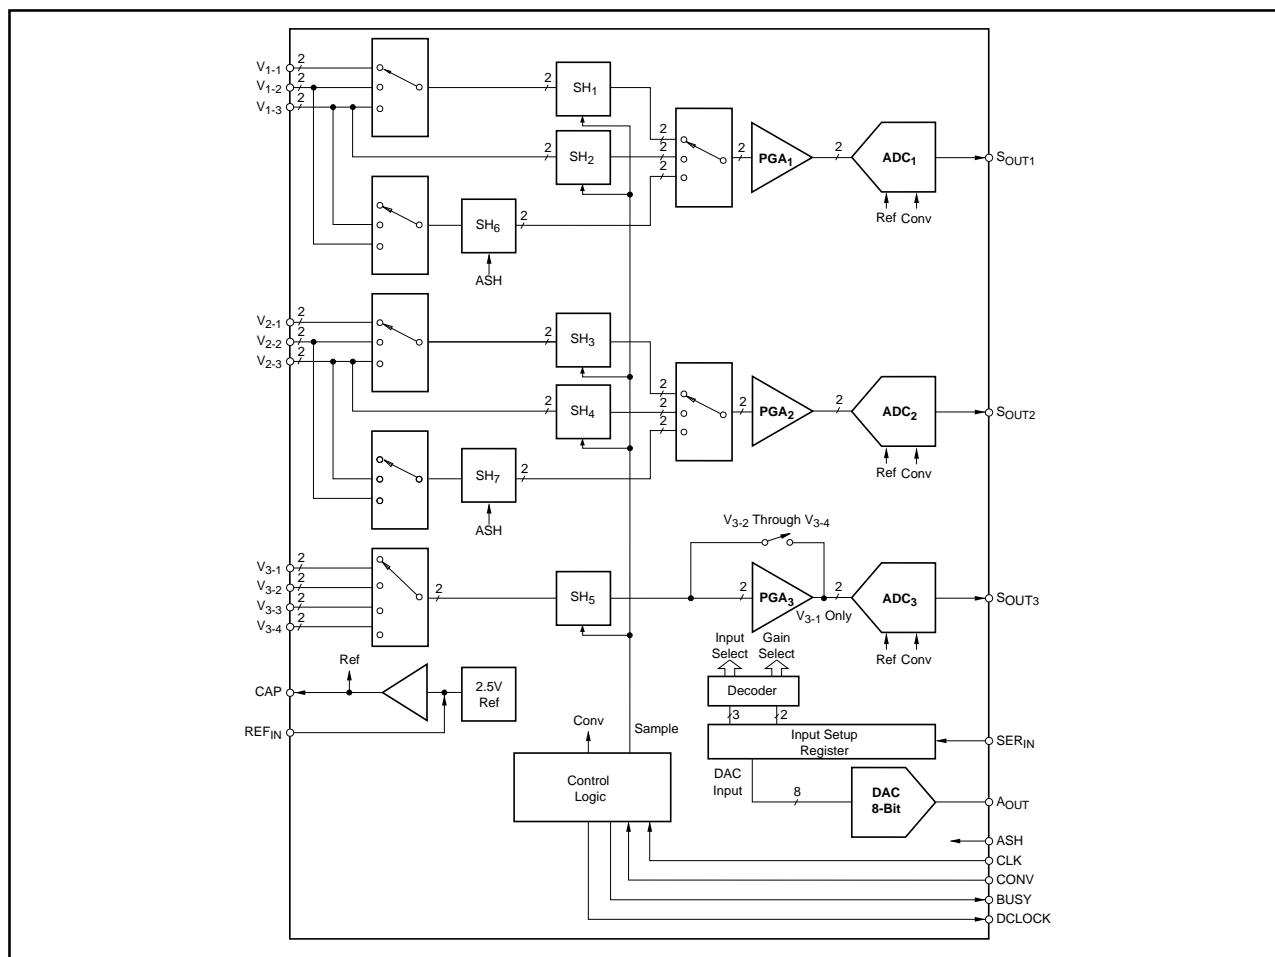 V1-1 2
V1-2 2
V1-3 2
2 SH1
2 SH2
2
2
2
2 PGA1 2 ADC1 SOUT1
Ref Conv
SH6 2
ASH
V2-1 2
V2-2 2
V2-3 2
2 SH3
2 SH4
2
2
2
2 PGA2 2 ADC2 SOUT2
Ref Conv
SH7 2
ASH
V3-2 Through V3-4
V3-1 2
V3-2 2
V3-3 2
V3-4 2
2 SH5
2 PGA3 2 ADC3 SOUT3
V3-1 Only
Ref Conv
Input Select
Gain Select
Ref
CAP
2.5V
Ref
REFIN
Decoder
3 2
Input Setup
Register
SERIN
Conv Sample
Control
Logic
DAC
Input
8
DAC
8-Bit
AOUT
ASH
CLK
CONV
BUSY
DCLOCK